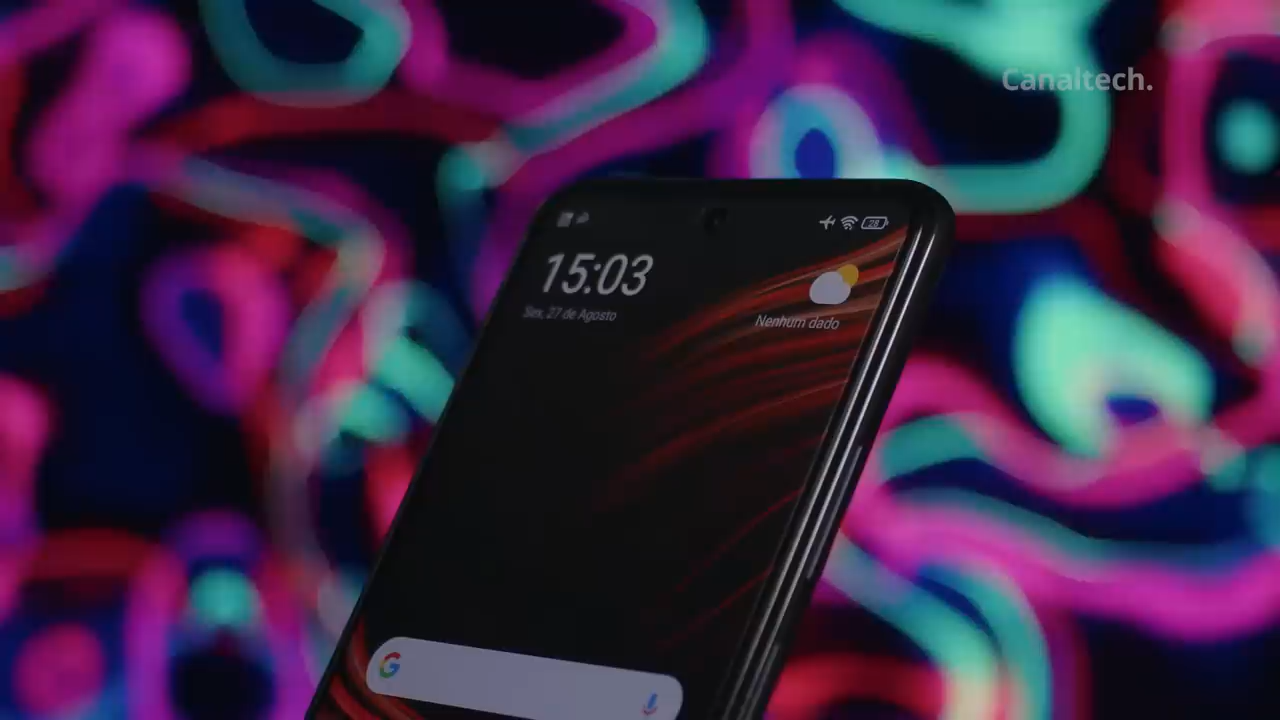 Canaltech.
28
15:03
Sex, 27 de Agosto
Nenhum dado
G